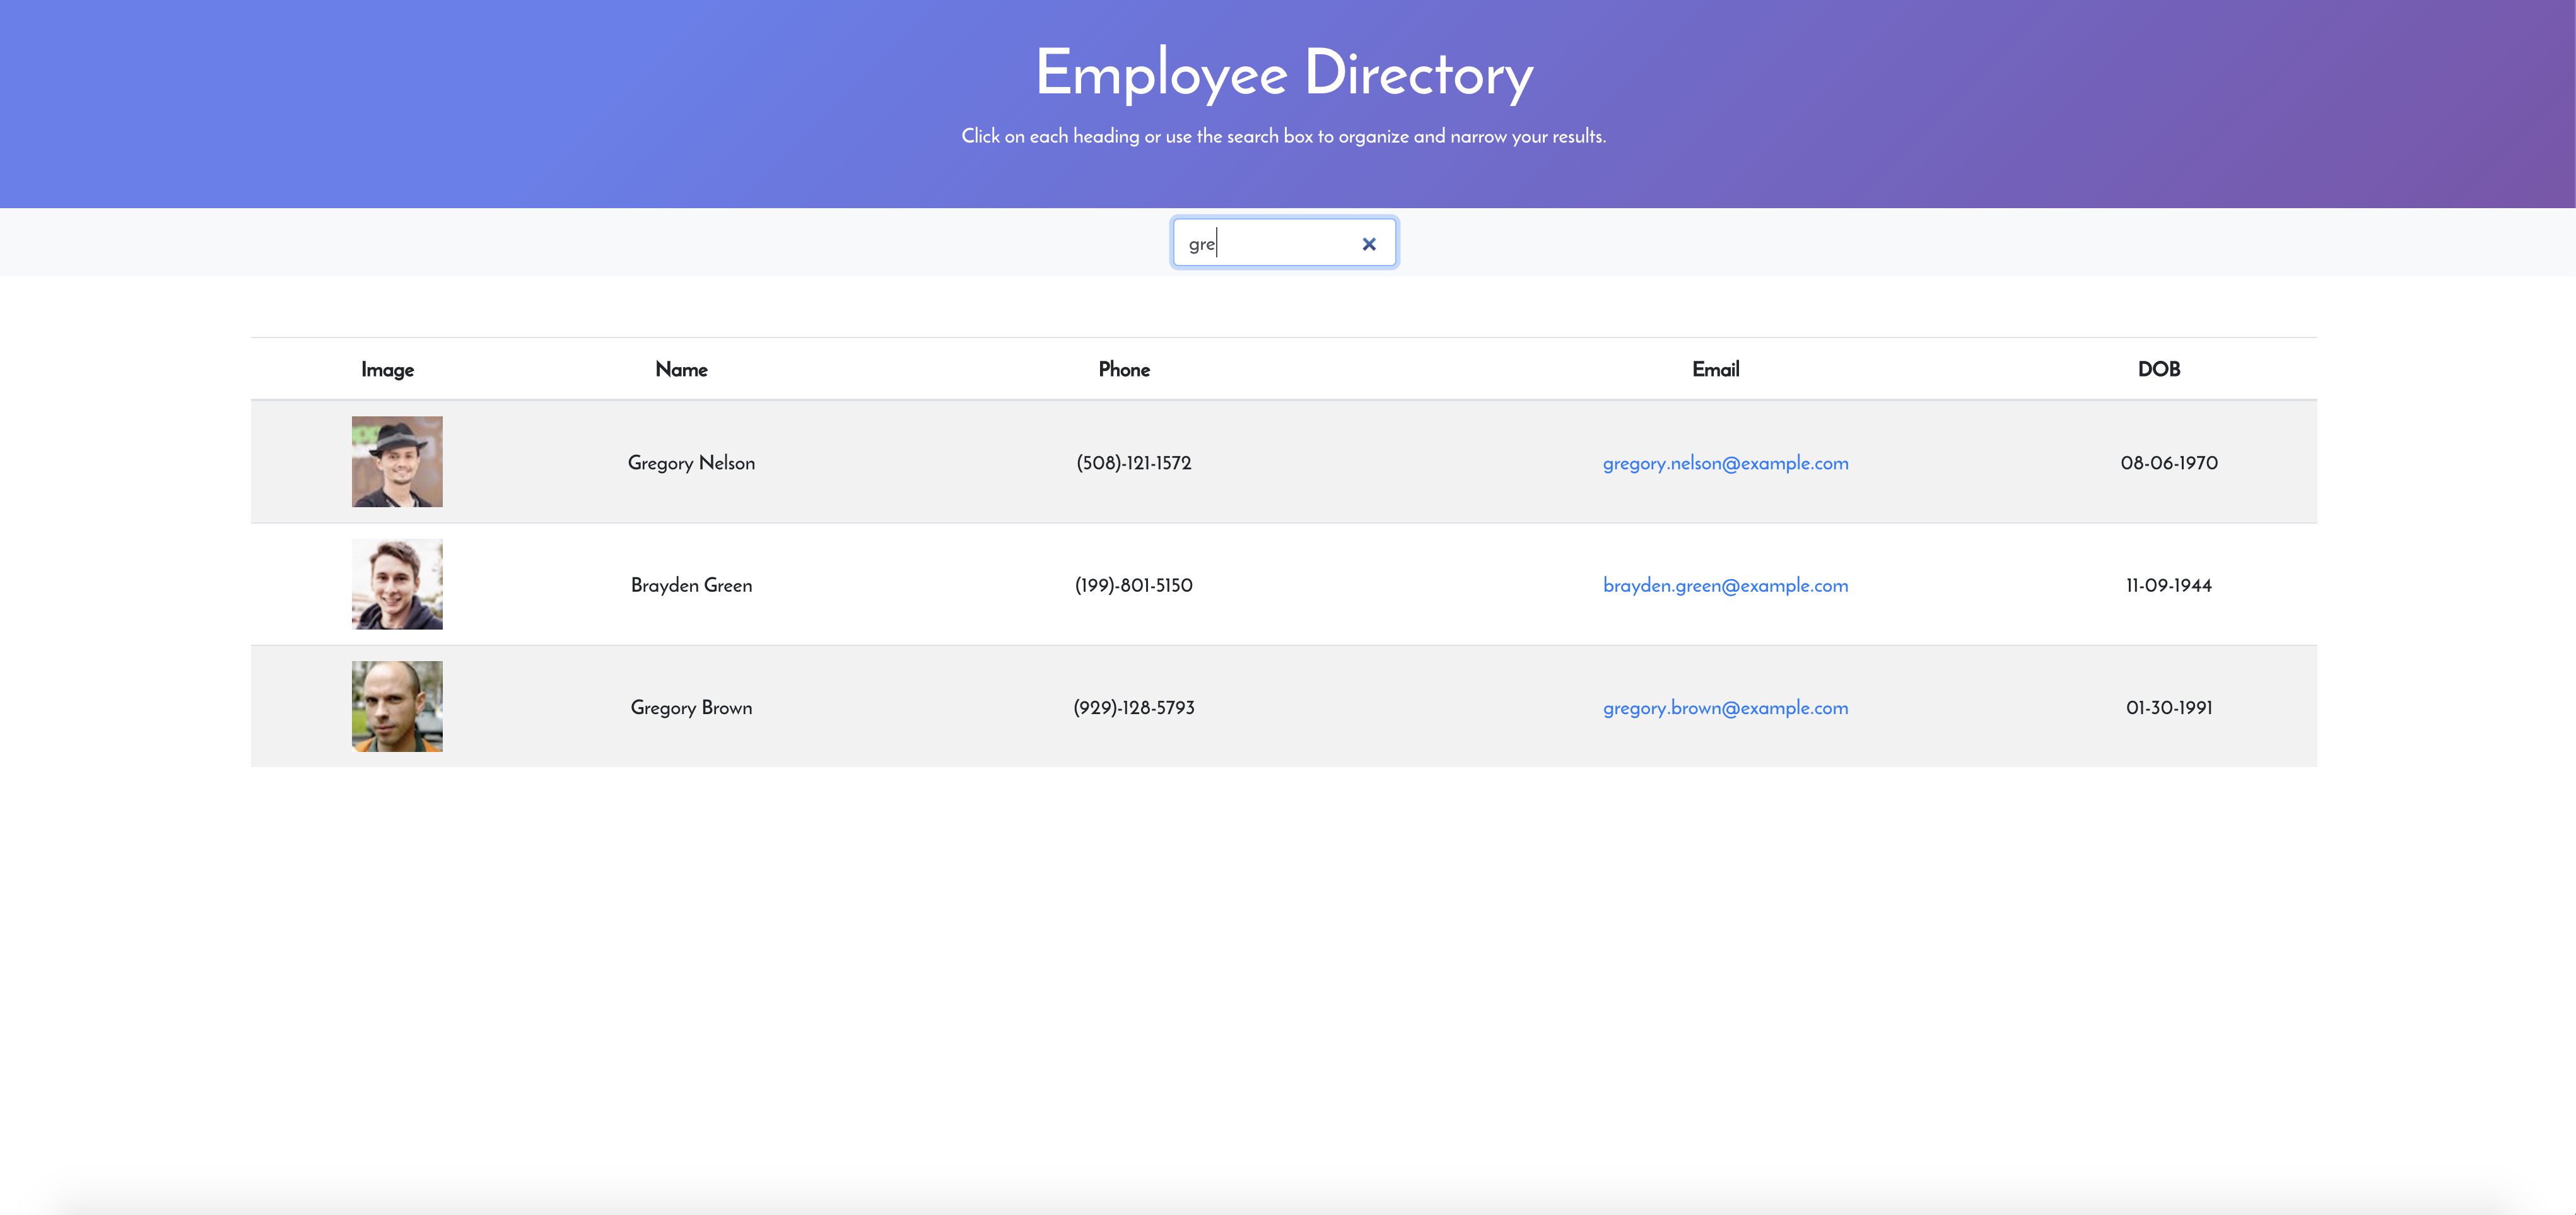 Employee Directory
Click on each heading or use the search box to organize and narrow your results.
gre
Image Name Phone Email DOB
Gregory Nelson (508)-121-1572 gregory.nelson@example.com 08-06-1970
Brayden Green (199)-801-5150 brayden.green@example.com 11-09-1944
Gregory Brown (929)-128-5793 gregory.brown@example.com 01-30-1991